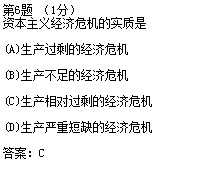 第6题 （1分）
资本主义经济危机的实质是
(A)生产过剩的经济危机
(B)生产不足的经济危机
(C)生产相对过剩的经济危机
(D)生产严重短缺的经济危机
答案：C